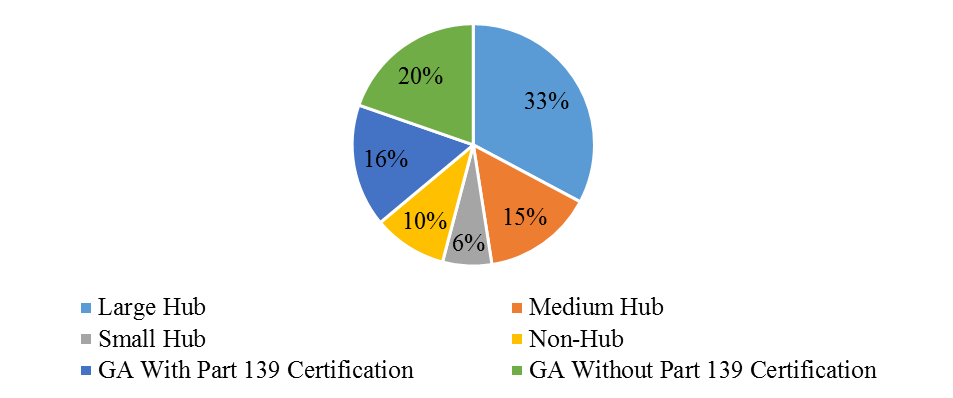 20%
33%
16%
10%
15%
6%
Large Hub
Medium Hub
Small Hub
Non-Hub
GA With Part 139 Certification
GA Without Part 139 Certification